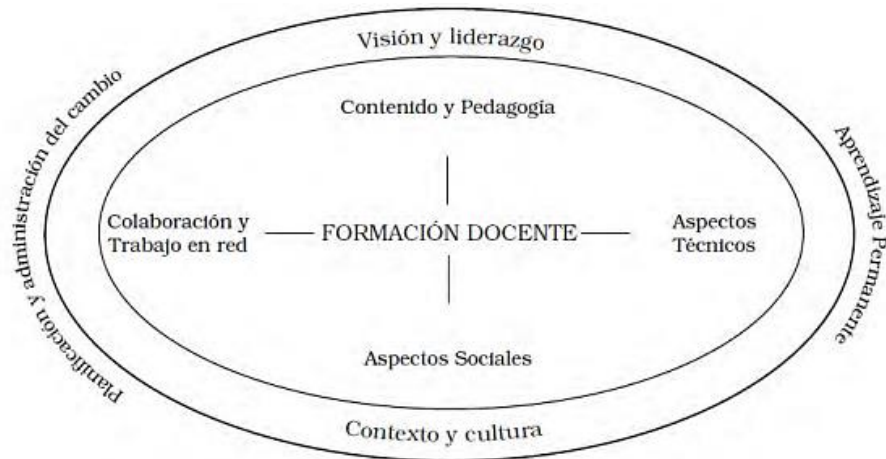 Visión y liderazgo
Planificación y administración del cambio
Aprendizaje Permanente
Contenido y Pedagogía
Colaboración y
Trabajo en red
FORMACIÓN DOCENTE
Aspectos
Técnicos
Aspectos Sociales
Contexto y cultura